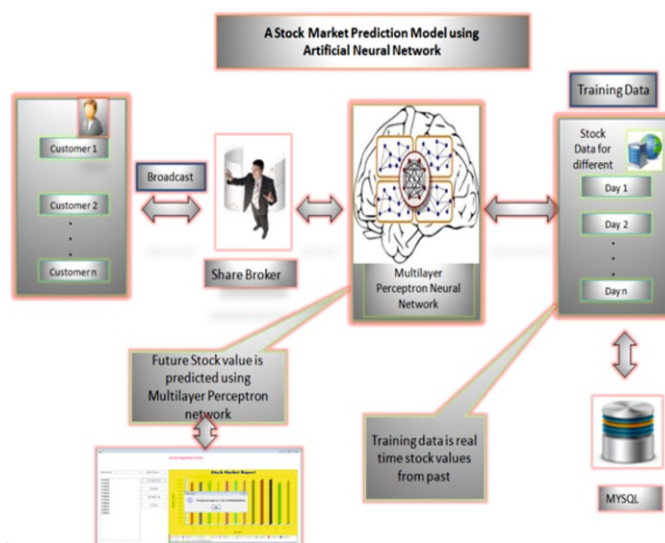 A Stock Market Prediction Model using
Artificial Neural Network
Training Data
Customer 1
Customer 2
Customer n
Broadcast
Share Broker
Multilayer
Perceptron Neural
Network
Stock
Data for
different
Day 1
Day 2
Day n
Future Stock value is
predicted using
Multilayer Perceptron
network
Training data is real
time stock values
from past
MYSQL
Stock Market Report